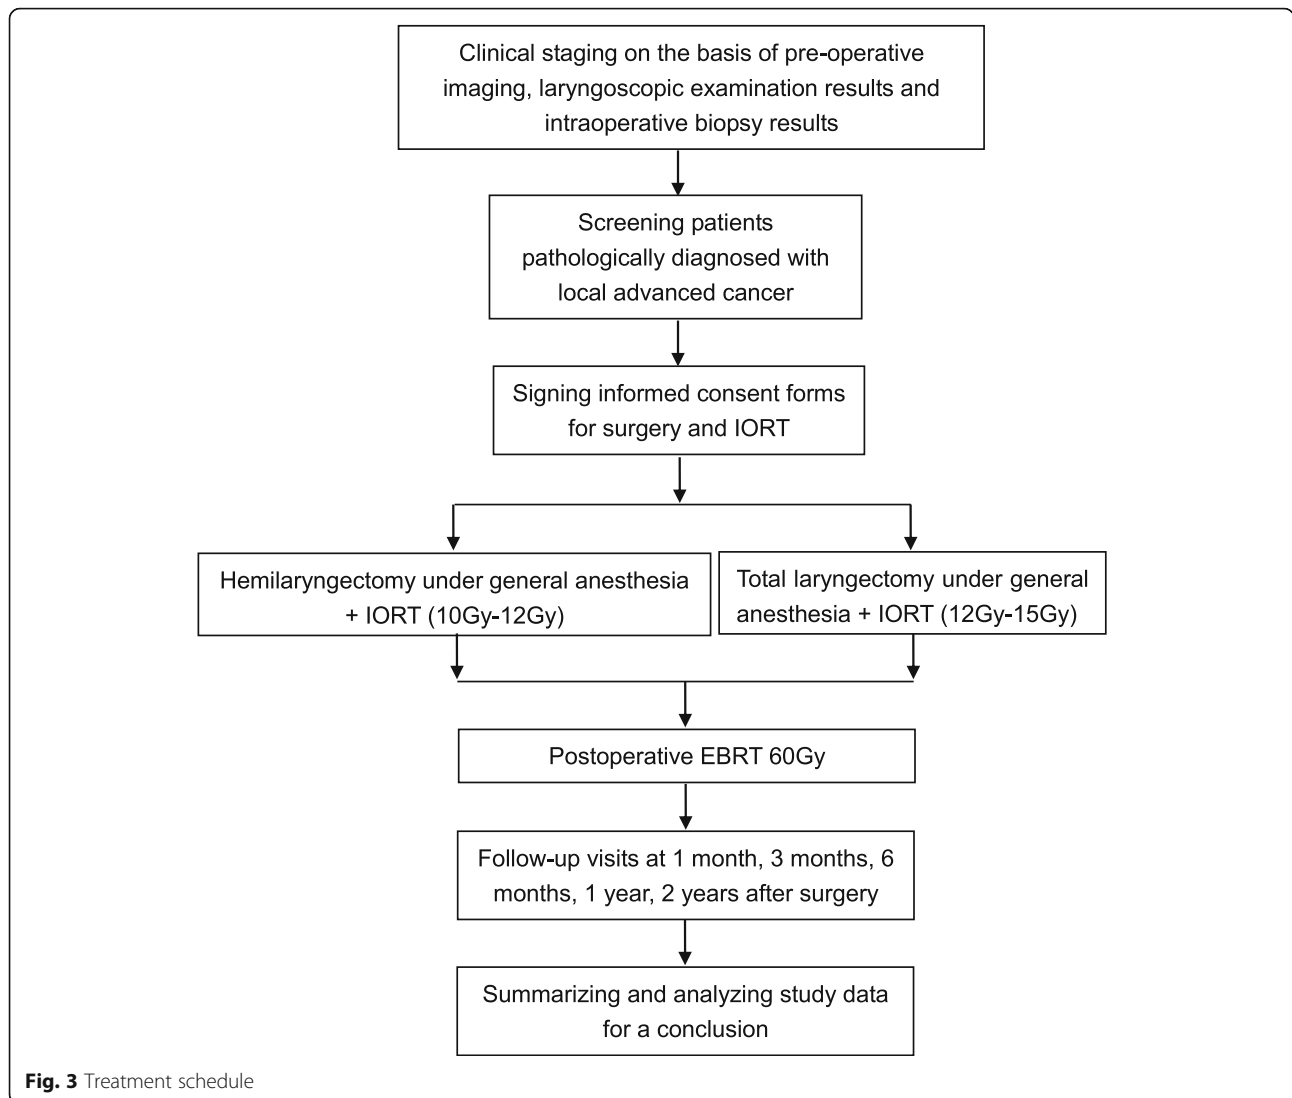 Clinical staging on the basis of pre-operative
imaging, laryngoscopic examination results and
intraoperative biopsy results
Screening patients
pathologically diagnosed with
local advanced cancer
Signing informed consent forms
for surgery and IORT
Hemilaryngectomy under general anesthesia
+ IORT (10Gy-12Gy)
Total laryngectomy under general
anesthesia + IORT (12Gy-15Gy)
Postoperative EBRT 60Gy
Follow-up visits at 1 month, 3 months, 6
months, 1 year, 2 years after surgery
Summarizing and analyzing study data
for a conclusion
Fig. 3 Treatment schedule